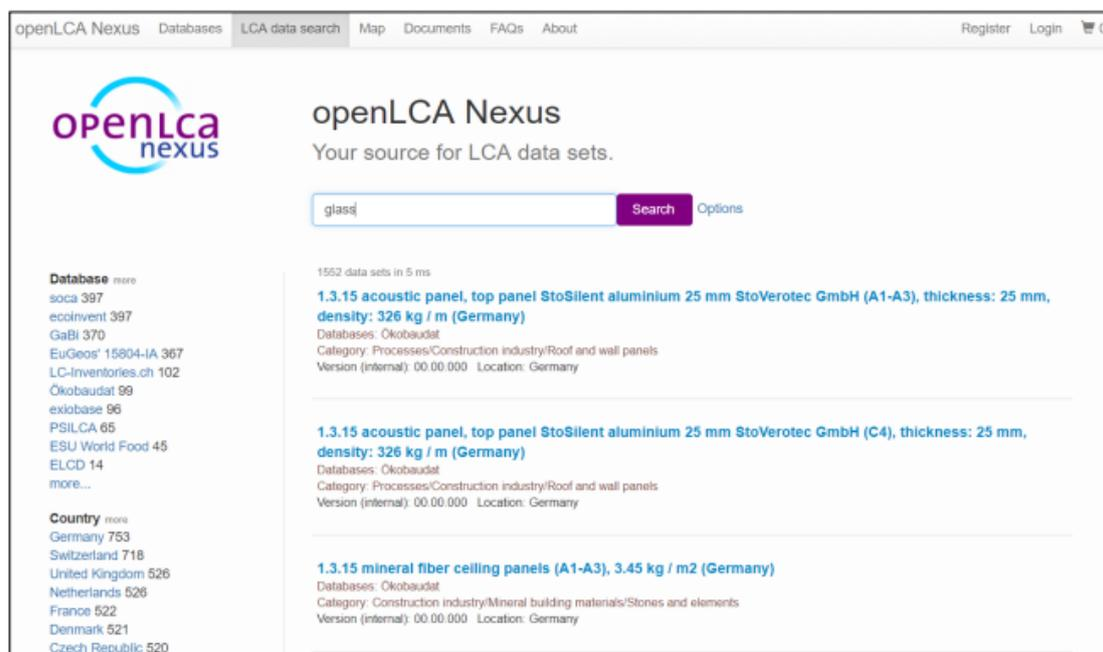 openLCA Nexus Databases LCA data search Map Documents FAQs About Register Login
openLCA
nexus
openLCA Nexus
Your source for LCA data sets.
glass Search Options
Database more
soca 397
ecoinvent 397
GaBi 370
EuGeos' 15804-IA 367
LC-Inventories.ch 102
Ökobaudat 99
exiobase 96
PSILCA 65
ESU World Food 45
ELCD 14
more...
Country more
Germany 753
Switzerland 718
United Kingdom 526
Netherlands 526
France 522
Denmark 521
Czech Republic 520
1552 data sets in 5 ms
1.3.15 acoustic panel, top panel StoSilent aluminium 25 mm StoVerotec GmbH (A1-A3), thickness: 25 mm,
density: 326 kg / m (Germany)
Databases: Ökobaudat
Category: Processes/Construction industry/Roof and wall panels
Version (internal): 00.00.000 Location: Germany
1.3.15 acoustic panel, top panel StoSilent aluminium 25 mm StoVerotec GmbH (C4), thickness: 25 mm,
density: 326 kg / m (Germany)
Databases: Ökobaudat
Category: Processes/Construction industry/Roof and wall panels
Version (internal): 00.00.000 Location: Germany
1.3.15 mineral fiber ceiling panels (A1-A3), 3.45 kg / m2 (Germany)
Databases: Ökobaudat
Category: Construction industry/Mineral building materials/Stones and elements
Version (internal): 00.00.000 Location: Germany